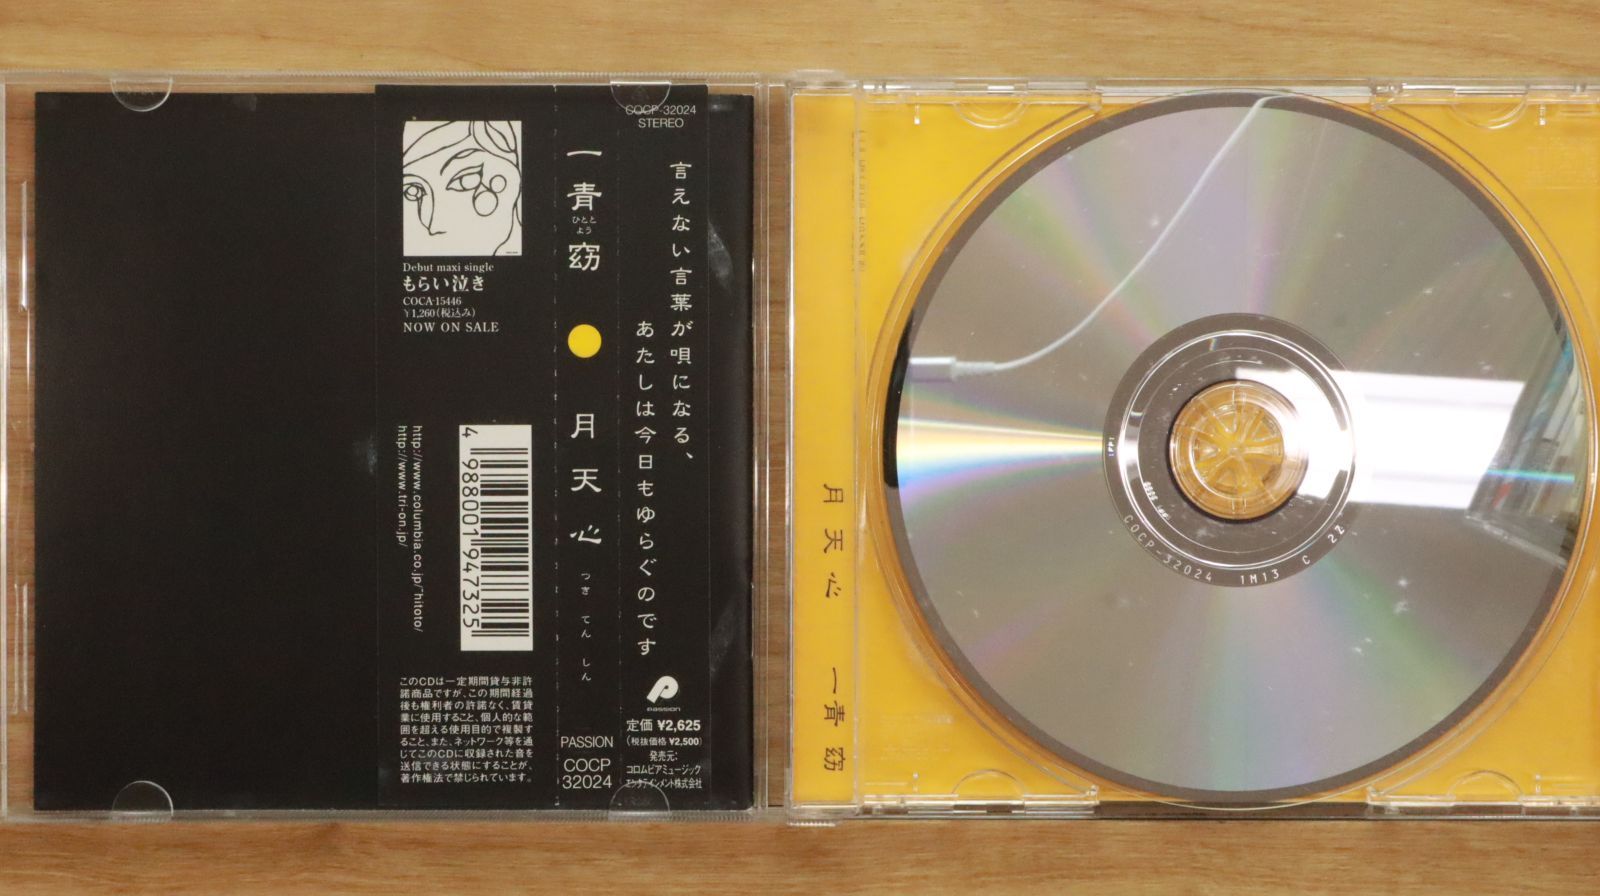 Debut maxi single
もらい泣き
COCA-15446
¥1,260(税込み)
NOW ON SALE
http://www.columbia.co.jp/~hitoto/
http://www.tri-on.jp/
4 988001 947325
このCDは一定期間貸与非許
諾商品ですが、この期間経過
後も権利者の許諾なく、賃貸
業に使用すること、個人的な範
囲を超える使用目的で複製す
ること、また、ネットワーク等を通
じてこのCDに収録された音を
送信できる状態にすることが、
著作権法で禁じられています。
一青窈
ひとと
よう
月天心
つき てん しん
PASSION
COCP
32024
COCP-32024
STEREO
言えない言葉が唄になる、
あたしは今日もゆらぐのです
PASSION
定価 ¥2,625
(税抜価格 ¥2,500)
発売元:
コロムビアミュージック
エンタテインメント株式会社
月天心 一青窈
COCP-32024 1M13 C 22
IFPI